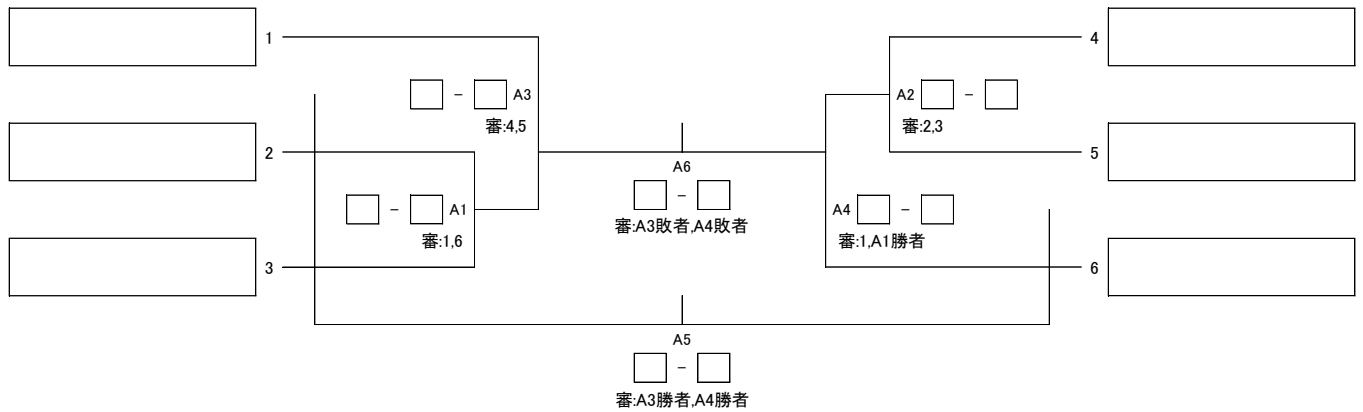 1
4
- A3
A2 -
審:4,5
審:2,3
2
5
A6
-
- A1
A4 -
審:A3敗者,A4敗者
審:1,6
審:1,A1勝者
3
6
A5
-
審:A3勝者,A4勝者